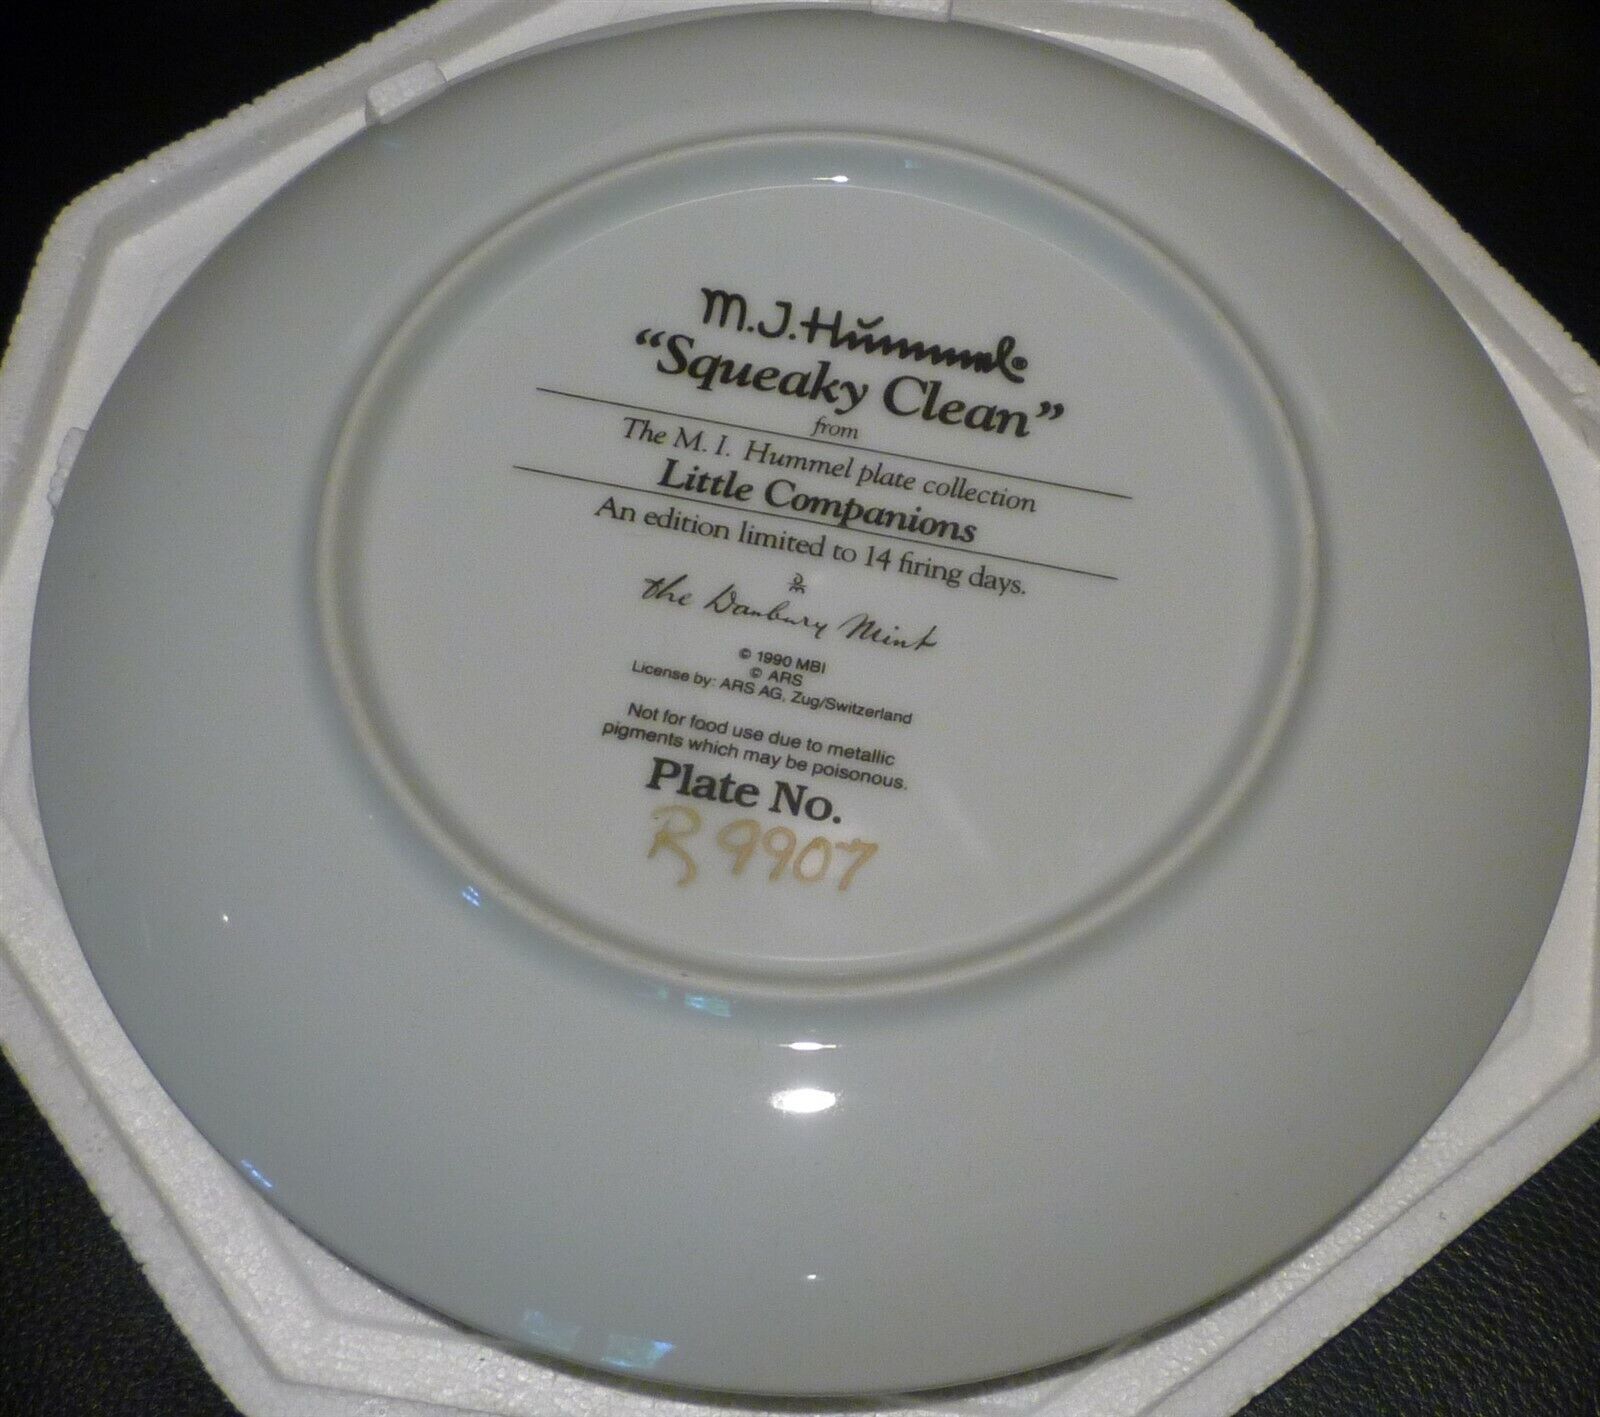 M.J.Hummel®
“Squeaky Clean”
from
The M. I. Hummel plate collection
Little Companions
An edition limited to 14 firing days.
the Danbury Mint
© 1990 MBI
© ARS
License by: ARS AG, Zug/Switzerland
Not for food use due to metallic
pigments which may be poisonous.
Plate No.
R 9907